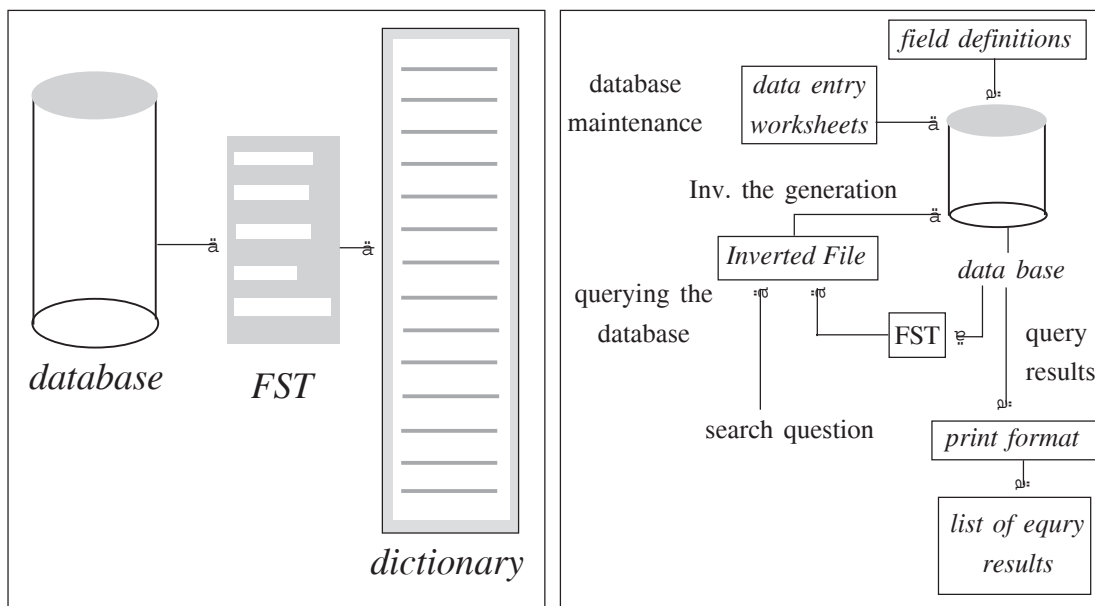 database
FST
dictionary
field definitions
database
maintenance
data entry
worksheets
Inv. the generation
Inverted File
data base
querying the
database
FST
query
results
search question
print format
list of equry
results